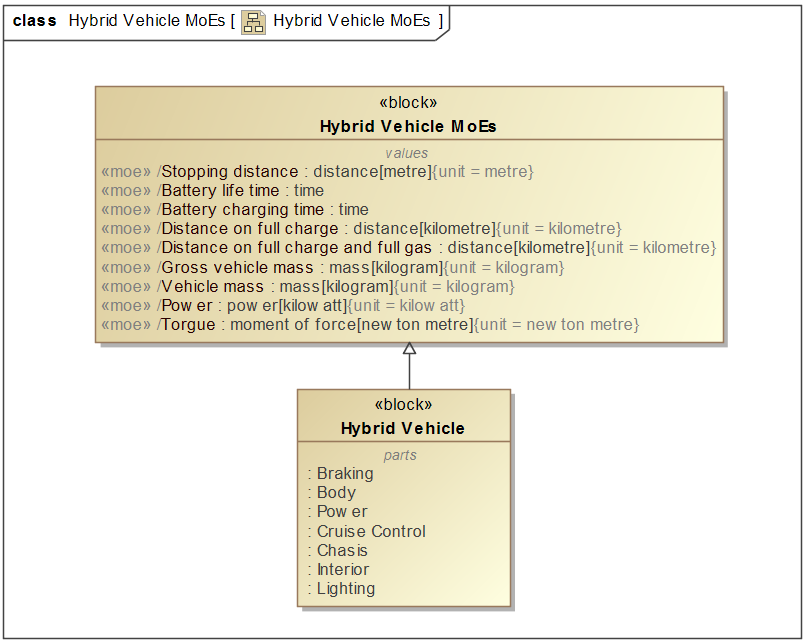 class Hybrid Vehicle MoEs [ Hybrid Vehicle MoEs ]
«block»
Hybrid Vehicle MoEs
values
«moe» /Stopping distance : distance[metre]{unit = metre}
«moe» /Battery life time : time
«moe» /Battery charging time : time
«moe» /Distance on full charge : distance[kilometre]{unit = kilometre}
«moe» /Distance on full charge and full gas : distance[kilometre]{unit = kilometre}
«moe» /Gross vehicle mass : mass[kilogram]{unit = kilogram}
«moe» /Vehicle mass : mass[kilogram]{unit = kilogram}
«moe» /Pow er : pow er[kilow att]{unit = kilow att}
«moe» /Torgue : moment of force[new ton metre]{unit = new ton metre}
«block»
Hybrid Vehicle
parts
: Braking
: Body
: Pow er
: Cruise Control
: Chasis
: Interior
: Lighting